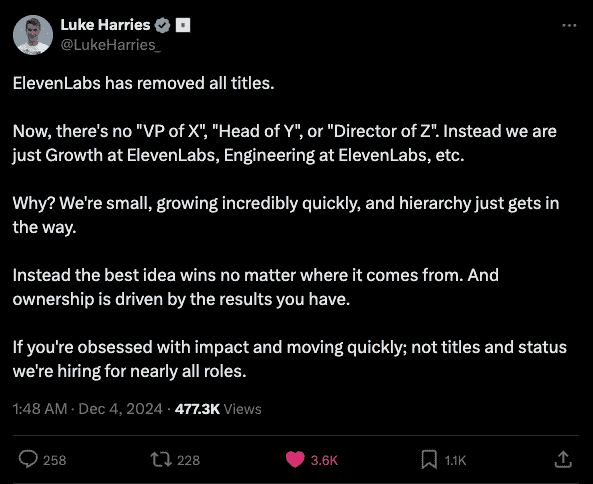 Luke Harries
@LukeHarries_
ElevenLabs has removed all titles.
Now, there's no "VP of X", "Head of Y", or "Director of Z". Instead we are
just Growth at ElevenLabs, Engineering at ElevenLabs, etc.
Why? We're small, growing incredibly quickly, and hierarchy just gets in
the way.
Instead the best idea wins no matter where it comes from. And
ownership is driven by the results you have.
If you're obsessed with impact and moving quickly; not titles and status
we're hiring for nearly all roles.
1:48 AM · Dec 4, 2024 · 477.3K Views
258 228 3.6K 1.1K